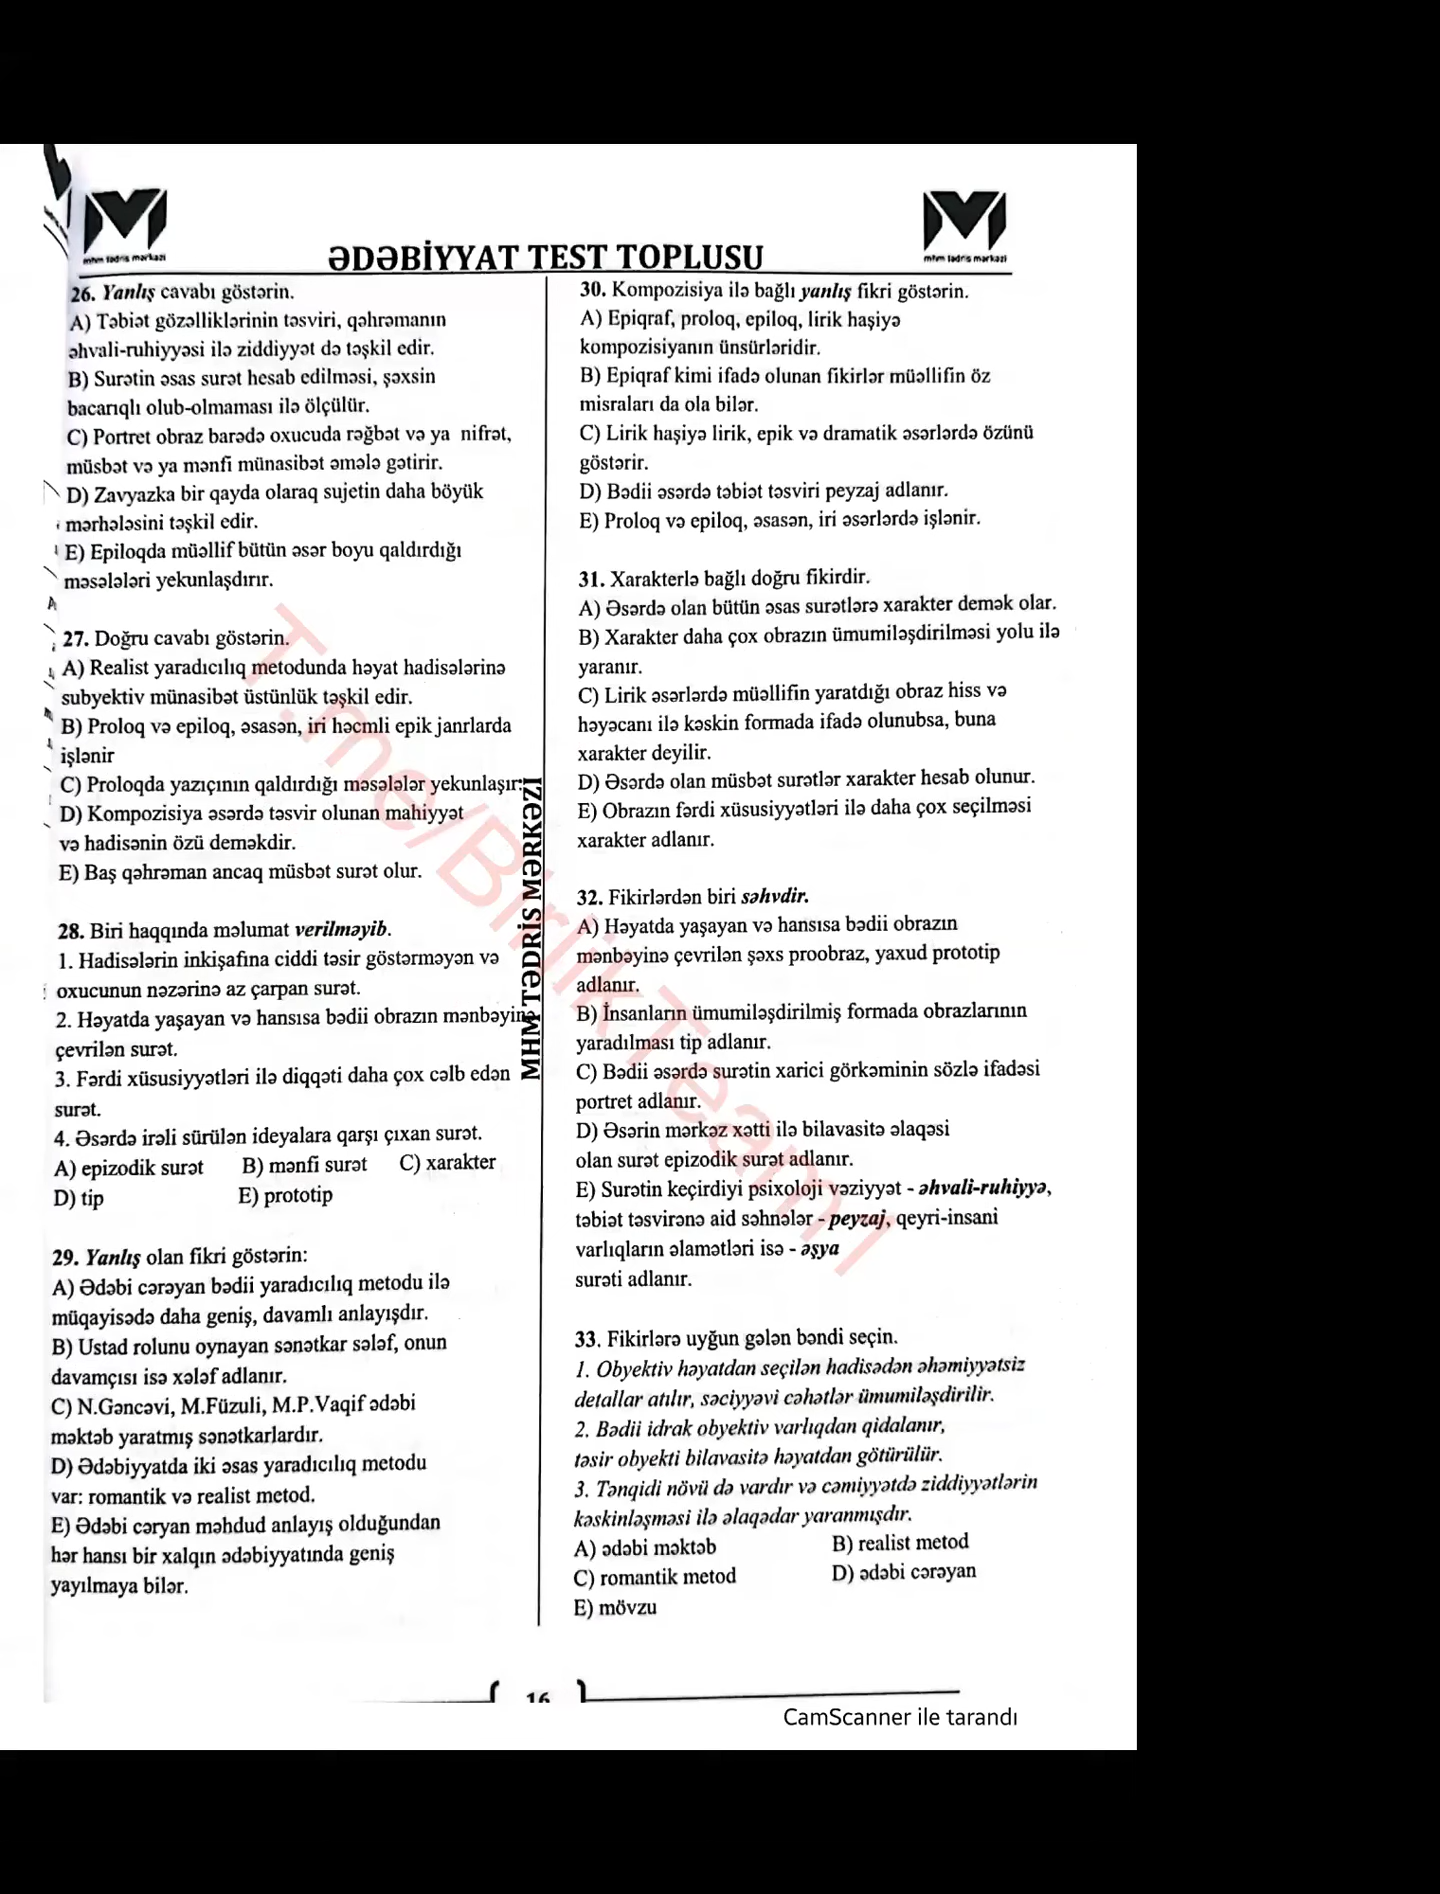 mhm tədris mərkəzi
ƏDƏBİYYAT TEST TOPLUSU
mhm tədris mərkəzi
26. Yanlış cavabı göstərin.
A) Təbiət gözəlliklərinin təsviri, qəhrəmanın
əhvali-ruhiyyəsi ilə ziddiyyət də təşkil edir.
B) Surətin əsas surət hesab edilməsi, şəxsin
bacarıqlı olub-olmaması ilə ölçülür.
C) Portret obraz barədə oxucuda rəğbət və ya nifrət,
müsbət və ya mənfi münasibət əmələ gətirir.
D) Zavyazka bir qayda olaraq sujetin daha böyük
mərhələsini təşkil edir.
E) Epiloqda müəllif bütün əsər boyu qaldırdığı
məsələləri yekunlaşdırır.
27. Doğru cavabı göstərin.
A) Realist yaradıcılıq metodunda həyat hadisələrinə
subyektiv münasibət üstünlük təşkil edir.
B) Proloq və epiloq, əsasən, iri həcmli epik janrlarda
işlənir
C) Proloqda yazıçının qaldırdığı məsələlər yekunlaşır.
D) Kompozisiya əsərdə təsvir olunan mahiyyət
və hadisənin özü deməkdir.
E) Baş qəhrəman ancaq müsbət surət olur.
28. Biri haqqında məlumat verilməyib.
1. Hadisələrin inkişafına ciddi təsir göstərməyən və
oxucunun nəzərinə az çarpan surət.
2. Həyatda yaşayan və hansısa bədii obrazın mənbəyinə
çevrilən surət.
3. Fərdi xüsusiyyətləri ilə diqqəti daha çox cəlb edən
surət.
4. Əsərdə irəli sürülən ideyalara qarşı çıxan surət.
A) epizodik surət B) mənfi surət C) xarakter
D) tip E) prototip
29. Yanlış olan fikri göstərin:
A) Ədəbi cərəyan bədii yaradıcılıq metodu ilə
müqayisədə daha geniş, davamlı anlayışdır.
B) Ustad rolunu oynayan sənətkar sələf, onun
davamçısı isə xələf adlanır.
C) N.Gəncəvi, M.Füzuli, M.P.Vaqif ədəbi
məktəb yaratmış sənətkarlardır.
D) Ədəbiyyatda iki əsas yaradıcılıq metodu
var: romantik və realist metod.
E) Ədəbi cəryan məhdud anlayış olduğundan
hər hansı bir xalqın ədəbiyyatında geniş
yayılmaya bilər.
MHM TƏDRİS MƏRKƏZİ
30. Kompozisiya ilə bağlı yanlış fikri göstərin.
A) Epiqraf, proloq, epiloq, lirik haşiyə
kompozisiyanın ünsürləridir.
B) Epiqraf kimi ifadə olunan fikirlər müəllifin öz
misraları da ola bilər.
C) Lirik haşiyə lirik, epik və dramatik əsərlərdə özünü
göstərir.
D) Bədii əsərdə təbiət təsviri peyzaj adlanır.
E) Proloq və epiloq, əsasən, iri əsərlərdə işlənir.
31. Xarakterlə bağlı doğru fikirdir.
A) Əsərdə olan bütün əsas surətlərə xarakter demək olar.
B) Xarakter daha çox obrazın ümumiləşdirilməsi yolu ilə
yaranır.
C) Lirik əsərlərdə müəllifin yaratdığı obraz hiss və
həyəcanı ilə kəskin formada ifadə olunubsa, buna
xarakter deyilir.
D) Əsərdə olan müsbət surətlər xarakter hesab olunur.
E) Obrazın fərdi xüsusiyyətləri ilə daha çox seçilməsi
xarakter adlanır.
32. Fikirlərdən biri səhvdir.
A) Həyatda yaşayan və hansısa bədii obrazın
mənbəyinə çevrilən şəxs proobraz, yaxud prototip
adlanır.
B) İnsanların ümumiləşdirilmiş formada obrazlarının
yaradılması tip adlanır.
C) Bədii əsərdə surətin xarici görkəminin sözlə ifadəsi
portret adlanır.
D) Əsərin mərkəz xətti ilə bilavasitə əlaqəsi
olan surət epizodik surət adlanır.
E) Surətin keçirdiyi psixoloji vəziyyət - əhvali-ruhiyyə,
təbiət təsvirənə aid səhnələr - peyzaj, qeyri-insani
varlıqların əlamətləri isə - əşya
surəti adlanır.
33. Fikirlərə uyğun gələn bəndi seçin.
1. Obyektiv həyatdan seçilən hadisədən əhəmiyyətsiz
detallar atılır, səciyyəvi cəhətlər ümumiləşdirilir.
2. Bədii idrak obyektiv varlıqdan qidalanır,
təsir obyekti bilavasitə həyatdan götürülür.
3. Tənqidi növü də vardır və cəmiyyətdə ziddiyyətlərin
kəskinləşməsi ilə əlaqədar yaranmışdır.
A) ədəbi məktəb B) realist metod
C) romantik metod D) ədəbi cərəyan
E) mövzu
T.me/BirlikTeam1
16
CamScanner ile tarandı